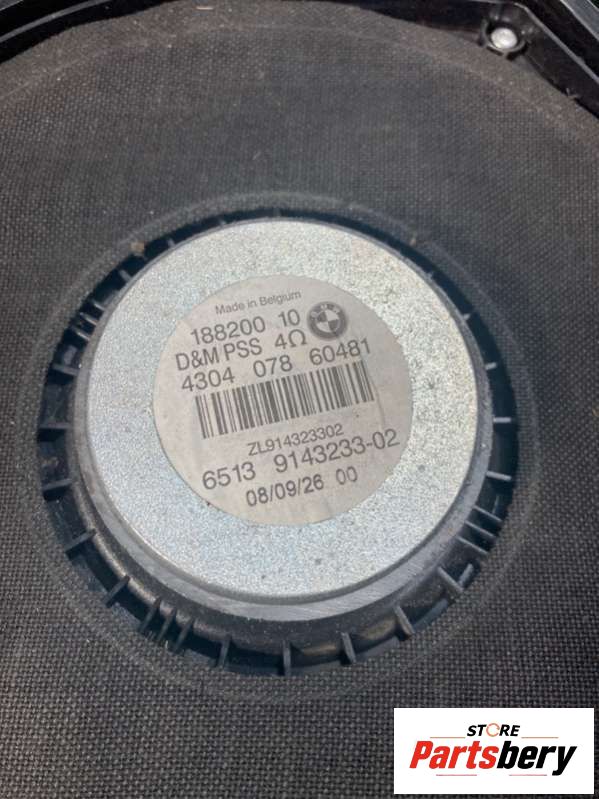 Made in Belgium
188200 10
D&M PSS 4Ω
4304 078 60481
ZL914323302
6513 9143233-02
08/09/26 00
STORE
Partsbery